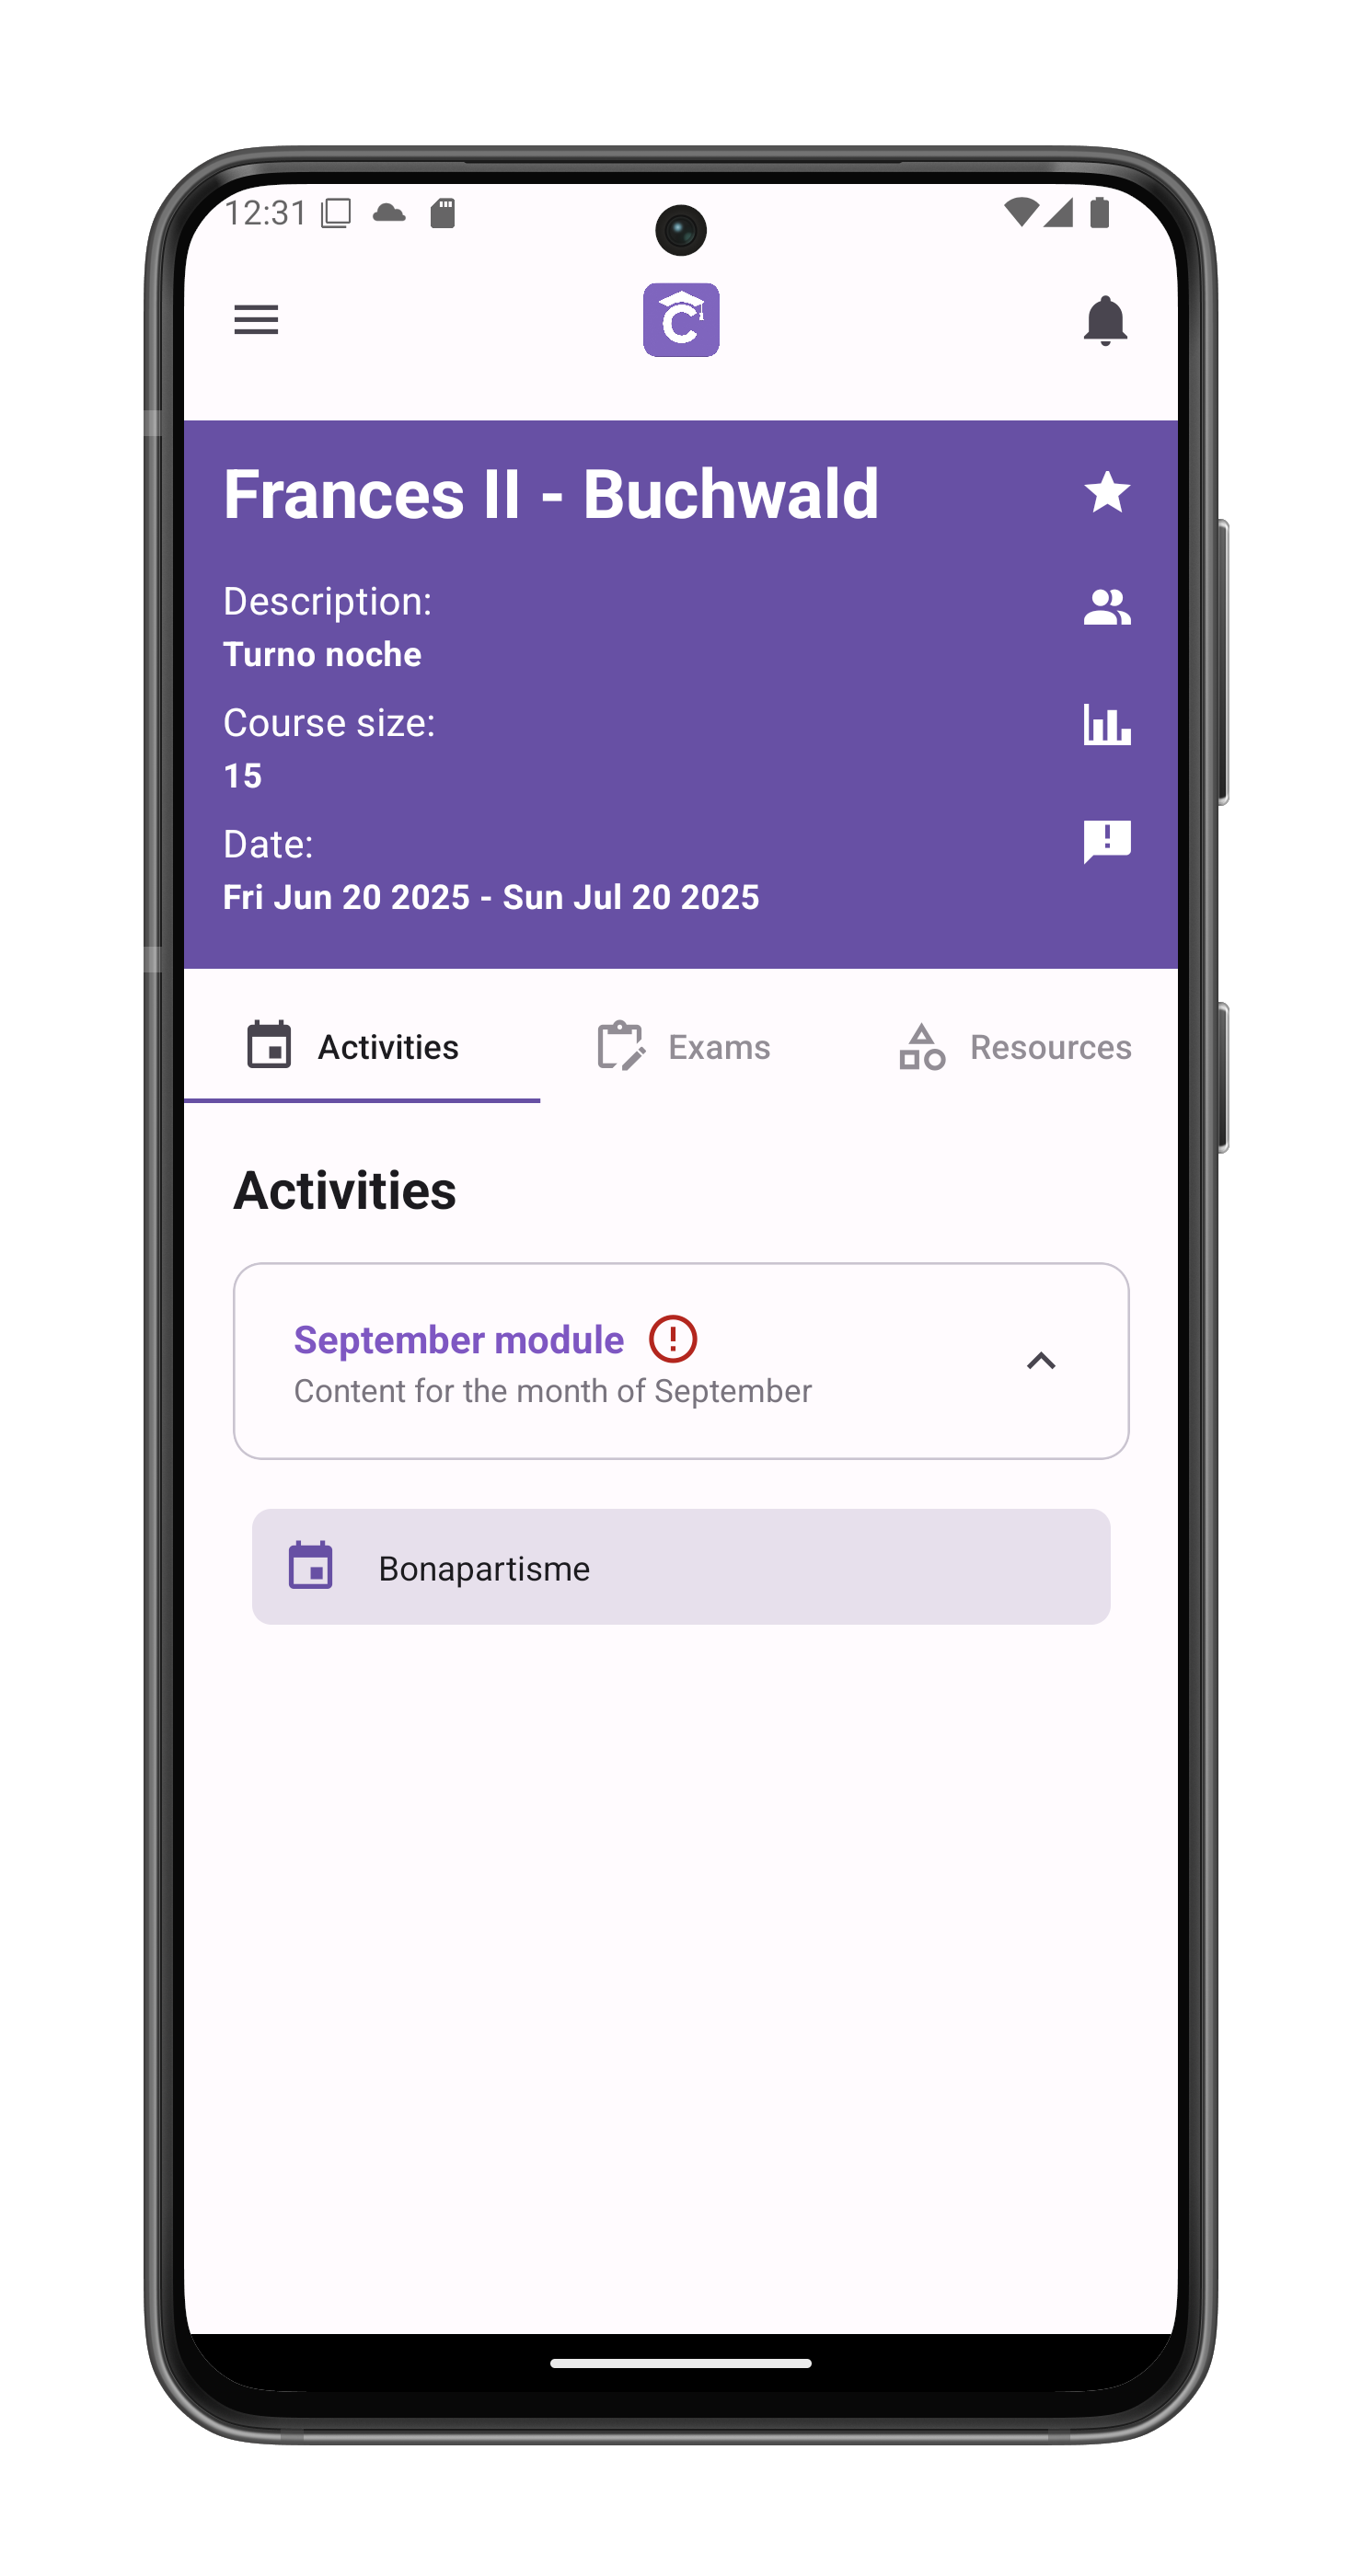 12:31
C
Frances II - Buchwald
Description:
Turno noche
Course size:
15
Date:
Fri Jun 20 2025 - Sun Jul 20 2025
Activities
Exams
Resources
Activities
September module
Content for the month of September
Bonapartisme